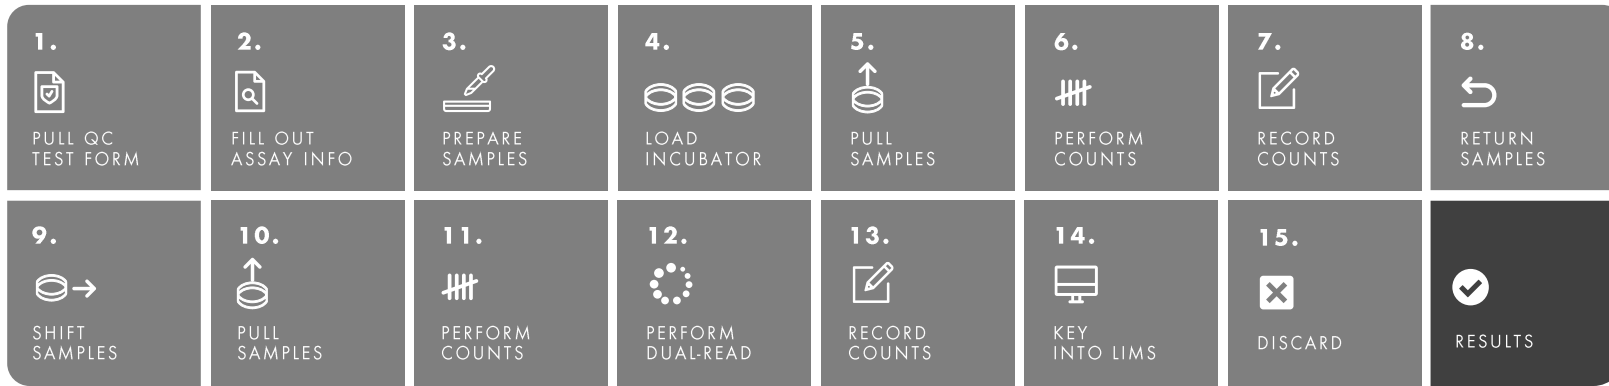 1.
PULL QC
TEST FORM
2.
FILL OUT
ASSAY INFO
3.
PREPARE
SAMPLES
4.
LOAD
INCUBATOR
5.
PULL
SAMPLES
6.
PERFORM
COUNTS
7.
RECORD
COUNTS
8.
RETURN
SAMPLES
9.
SHIFT
SAMPLES
10.
PULL
SAMPLES
11.
PERFORM
COUNTS
12.
PERFORM
DUAL-READ
13.
RECORD
COUNTS
14.
KEY
INTO LIMS
15.
DISCARD
RESULTS